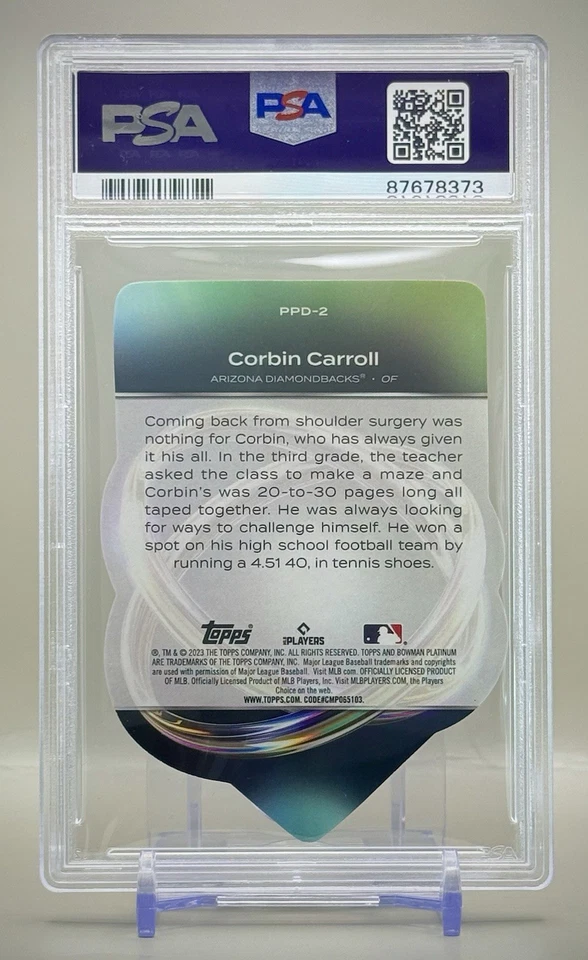 PSA
PSA
87678373
PPD-2
Corbin Carroll
ARIZONA DIAMONDBACKS® • OF
Coming back from shoulder surgery was
nothing for Corbin, who has always given
it his all. In the third grade, the teacher
asked the class to make a maze and
Corbin's was 20-to-30 pages long all
taped together. He was always looking
for ways to challenge himself. He won a
spot on his high school football team by
running a 4.51 40, in tennis shoes.
topps®
MLB PLAYERS
®, TM & © 2023 THE TOPPS COMPANY, INC. ALL RIGHTS RESERVED. TOPPS AND BOWMAN PLATINUM
ARE TRADEMARKS OF THE TOPPS COMPANY, INC. Major League Baseball trademarks and copyrights
are used with permission of Major League Baseball. Visit MLB.com. OFFICIALLY LICENSED PRODUCT
OF MLB. Officially Licensed Product of MLB Players, Inc. Visit MLBPLAYERS.com, the Players
Choice on the web.
WWW.TOPPS.COM. CODE#CMP065103.